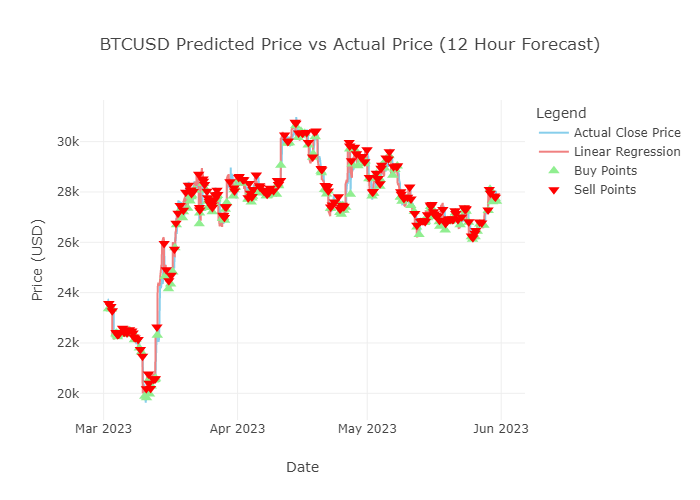 BTCUSD Predicted Price vs Actual Price (12 Hour Forecast)
Legend
Actual Close Price
Linear Regression
Buy Points
Sell Points
Price (USD)
30k
28k
26k
24k
22k
20k
Mar 2023
Apr 2023
May 2023
Jun 2023
Date